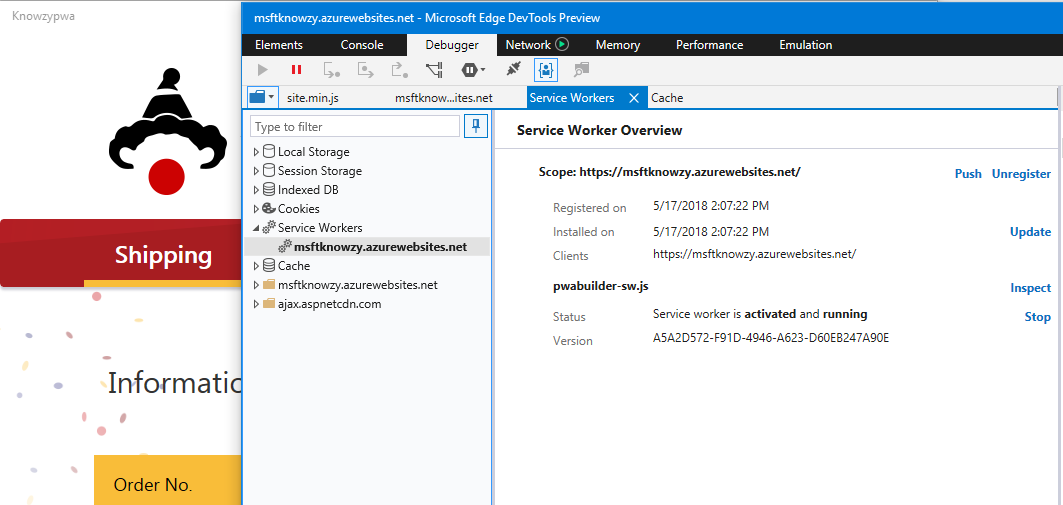 Knowzypwa
Shipping
Informatio
Order No.
msftknowzy.azurewebsites.net - Microsoft Edge DevTools Preview
Elements Console Debugger Network Memory Performance Emulation
site.min.js msftknow...ites.net Service Workers Cache
Type to filter
Local Storage
Session Storage
Indexed DB
Cookies
Service Workers
msftknowzy.azurewebsites.net
Cache
msftknowzy.azurewebsites.net
ajax.aspnetcdn.com
Service Worker Overview
Scope: https://msftknowzy.azurewebsites.net/ Push Unregister
Registered on 5/17/2018 2:07:22 PM
Installed on 5/17/2018 2:07:22 PM Update
Clients https://msftknowzy.azurewebsites.net/
pwabuilder-sw.js Inspect
Status Service worker is activated and running Stop
Version A5A2D572-F91D-4946-A623-D60EB247A90E